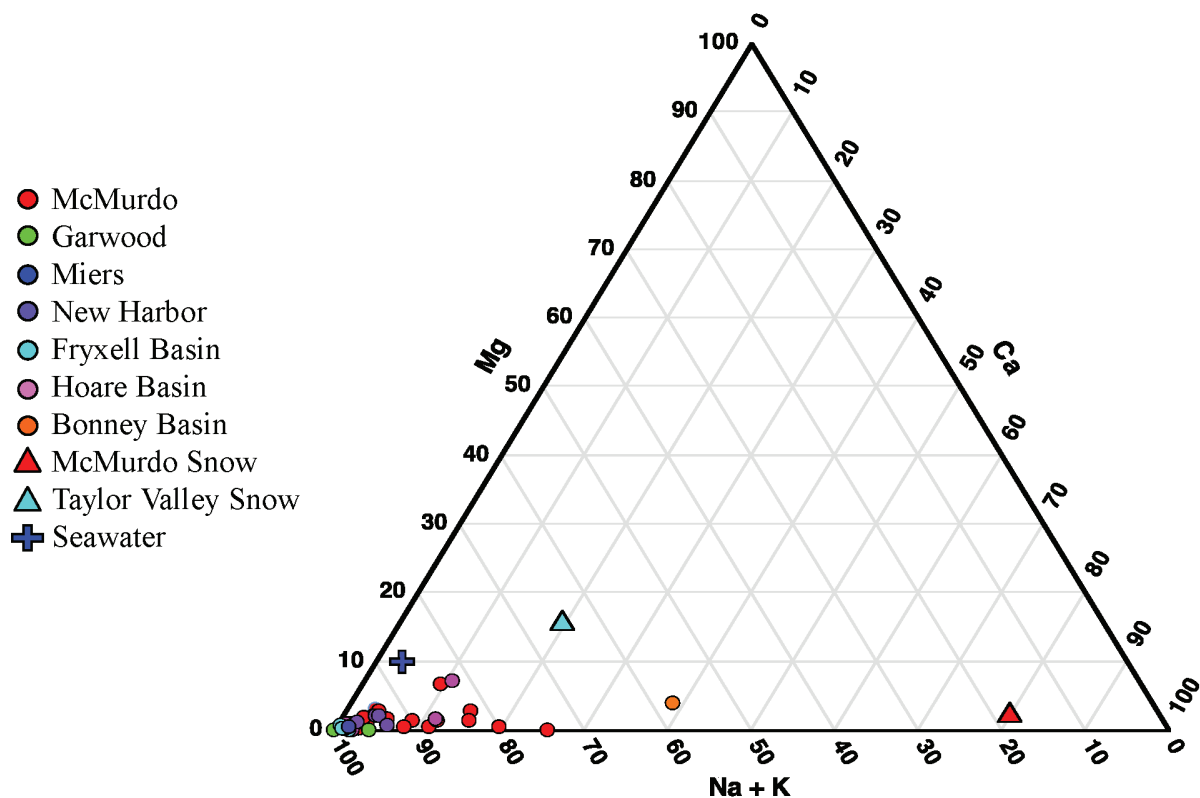 McMurdo
Garwood
Miers
New Harbor
Fryxell Basin
Hoare Basin
Bonney Basin
McMurdo Snow
Taylor Valley Snow
Seawater
Mg
100
90
80
70
60
50
40
30
20
10
0
Ca
0
10
20
30
40
50
60
70
80
90
100
100
90
80
70
60
50
40
30
20
10
0
Na + K